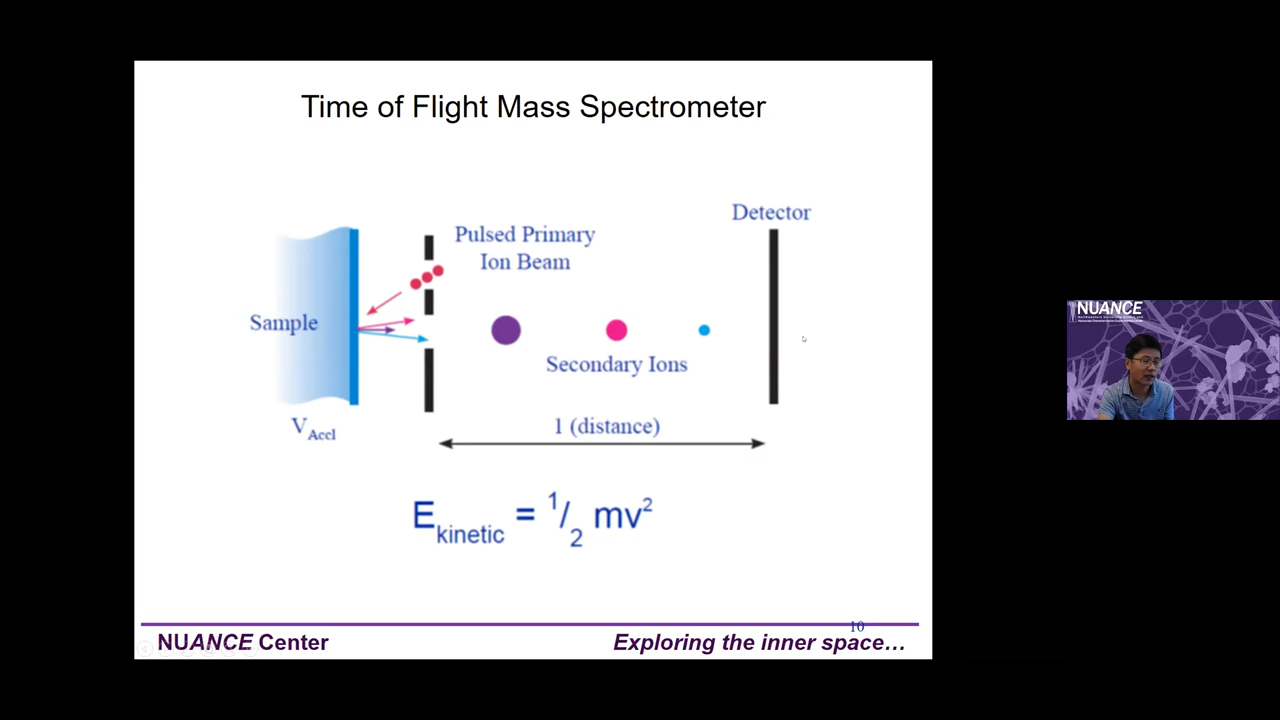 Time of Flight Mass Spectrometer
Detector
Pulsed Primary
Ion Beam
Sample
Secondary Ions
V Accl
l (distance)
E kinetic = 1/2 mv2
10
NUANCE Center
Exploring the inner space…
NUANCE